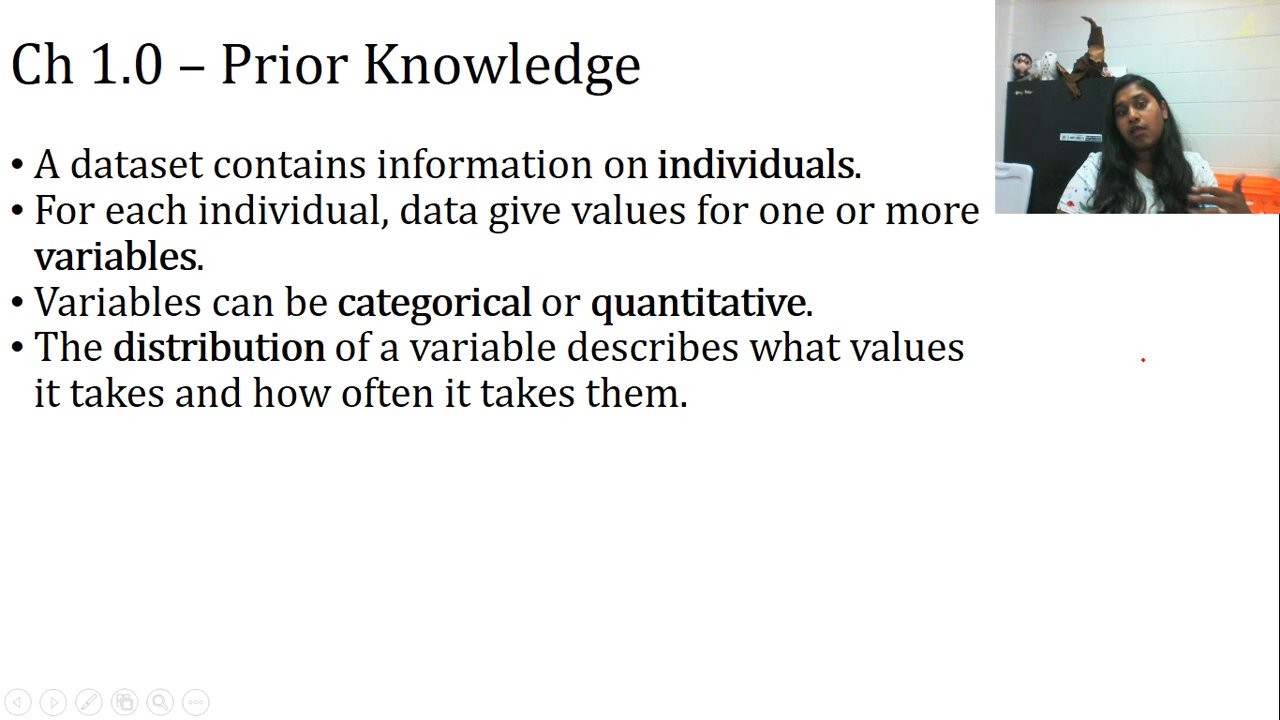 Ch 1.0 – Prior Knowledge
• A dataset contains information on individuals.
• For each individual, data give values for one or more
variables.
• Variables can be categorical or quantitative.
• The distribution of a variable describes what values
it takes and how often it takes them.